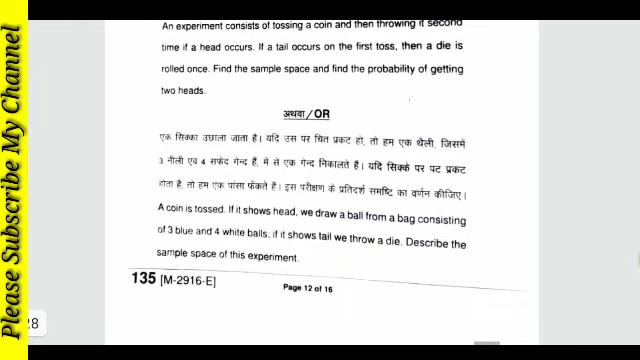 An experiment consists of tossing a coin and then throwing it second
time if a head occurs. If a tail occurs on the first toss, then a die is
rolled once. Find the sample space and find the probability of getting
two heads.
अथवा/OR
एक सिक्का उछाला जाता है। यदि उस पर चित प्रकट हो, तो हम एक थैली, जिसमें
3 नीली एवं 4 सफेद गेन्द हैं, में से एक गेन्द निकालते हैं। यदि सिक्के पर पट प्रकट
होता है, तो हम एक पांसा फेंकते हैं। इस परीक्षण के प्रतिदर्श समष्टि का वर्णन कीजिए।
A coin is tossed. If it shows head, we draw a ball from a bag consisting
of 3 blue and 4 white balls; if it shows tail we throw a die. Describe the
sample space of this experiment.
135 [M-2916-E]
Page 12 of 16
28
Please Subscribe My Channel